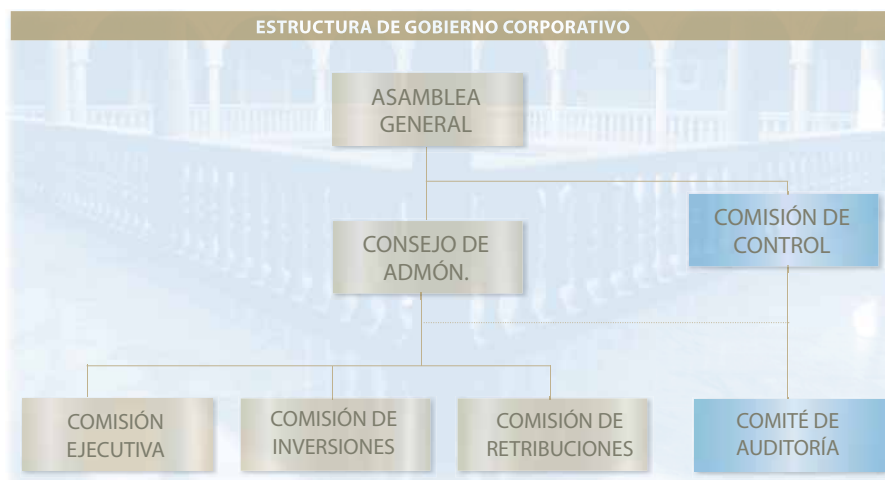 ESTRUCTURA DE GOBIERNO CORPORATIVO
ASAMBLEA
GENERAL
CONSEJO DE
ADMÓN.
COMISIÓN DE
CONTROL
COMISIÓN
EJECUTIVA
COMISIÓN DE
INVERSIONES
COMISIÓN DE
RETRIBUCIONES
COMITÉ DE
AUDITORÍA